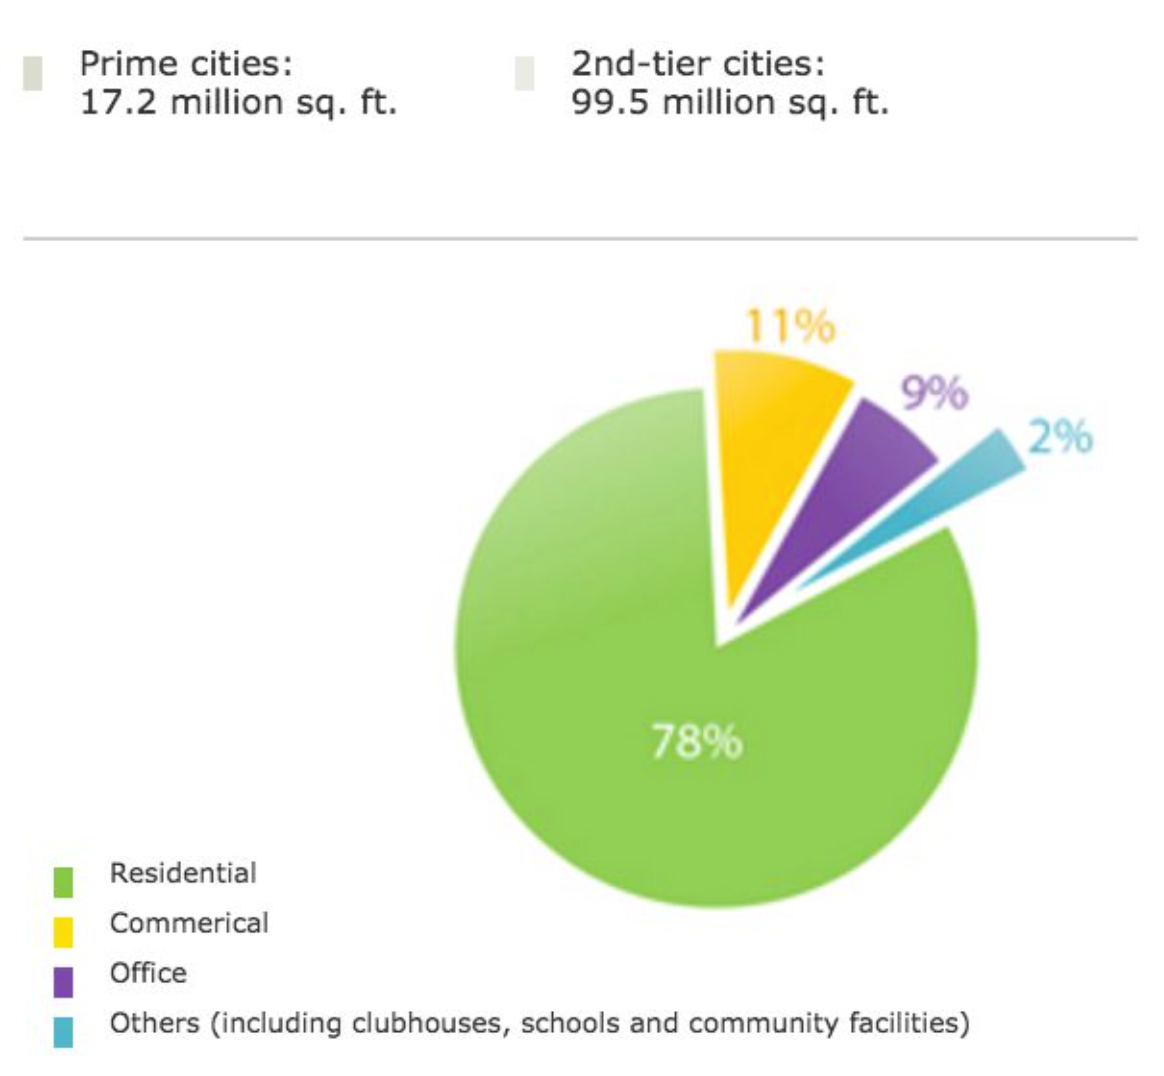 Prime cities:
17.2 million sq. ft.
2nd-tier cities:
99.5 million sq. ft.
11%
9%
2%
78%
Residential
Commerical
Office
Others (including clubhouses, schools and community facilities)